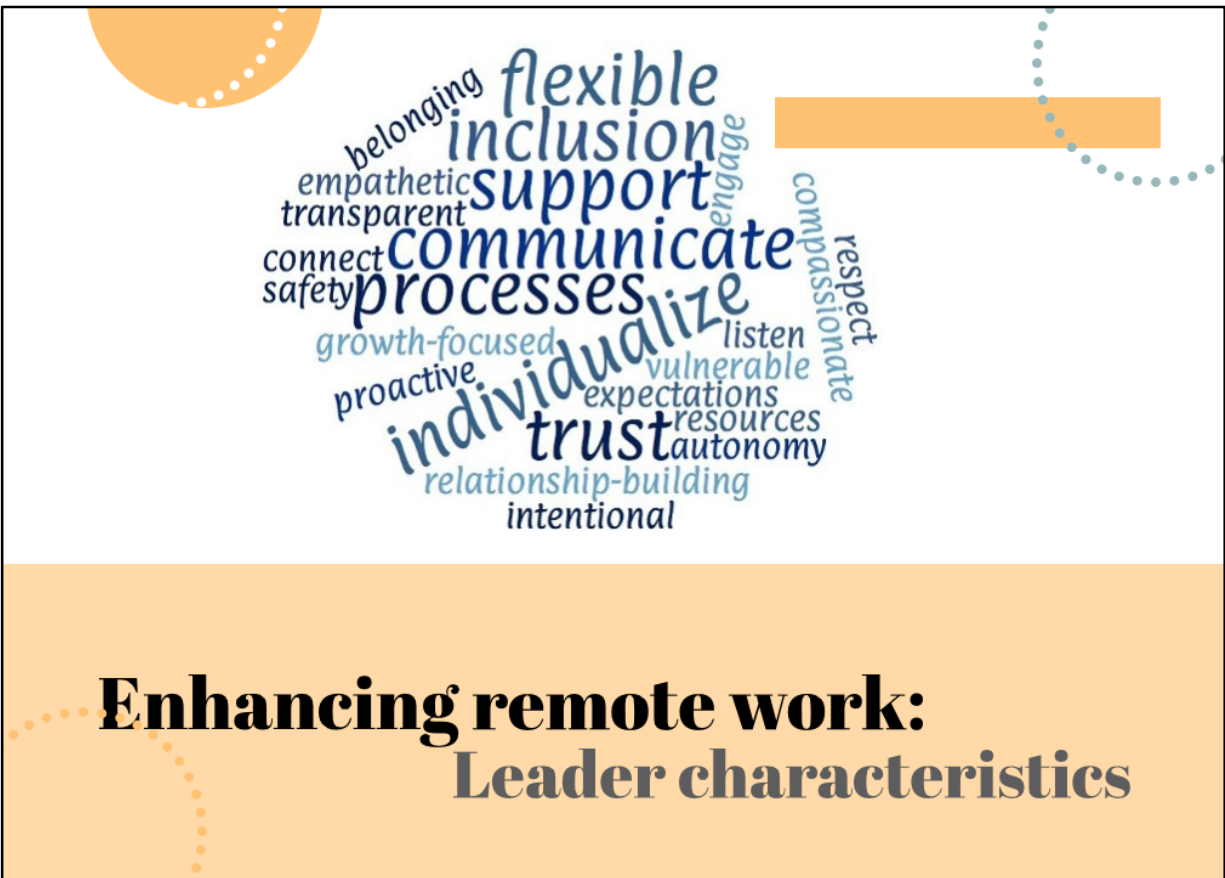 flexible
belonging
inclusion
engage
empathetic
support
transparent
communicate
compassionate
respect
connect
safety
processes
individualize
growth-focused
listen
vulnerable
proactive
expectations
resources
trust
autonomy
relationship-building
intentional
Enhancing remote work:
Leader characteristics